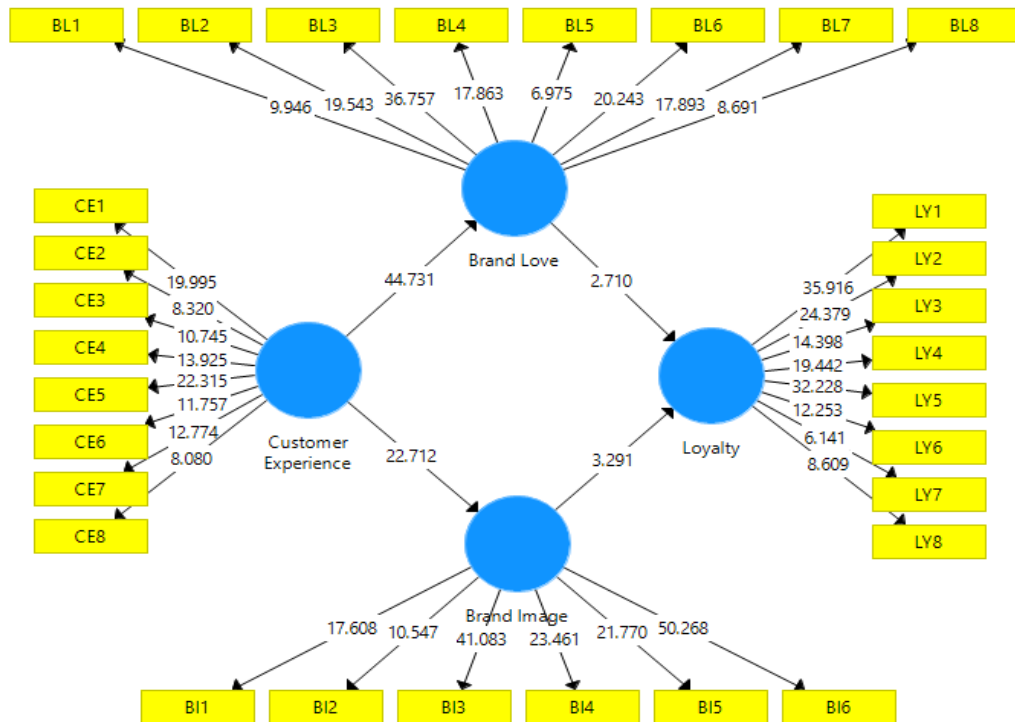 BL1
BL2
BL3
BL4
BL5
BL6
BL7
BL8
9.946
19.543
36.757
17.863
6.975
20.243
17.893
8.691
Brand Love
CE1
CE2
CE3
CE4
CE5
CE6
CE7
CE8
19.995
8.320
10.745
13.925
22.315
11.757
12.774
8.080
Customer
Experience
44.731
22.712
2.710
3.291
LY1
LY2
LY3
LY4
LY5
LY6
LY7
LY8
35.916
24.379
14.398
19.442
32.228
12.253
6.141
8.609
Loyalty
Brand Image
17.608
10.547
41.083
23.461
21.770
50.268
BI1
BI2
BI3
BI4
BI5
BI6